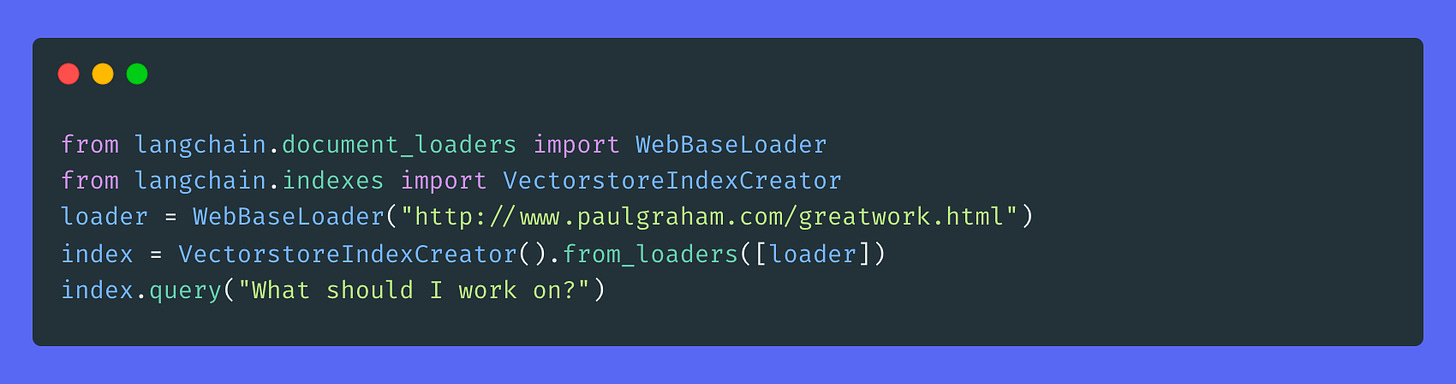 from langchain.document_loaders import WebBaseLoader
from langchain.indexes import VectorstoreIndexCreator
loader = WebBaseLoader("http://www.paulgraham.com/greatwork.html")
index = VectorstoreIndexCreator().from_loaders([loader])
index.query("What should I work on?")